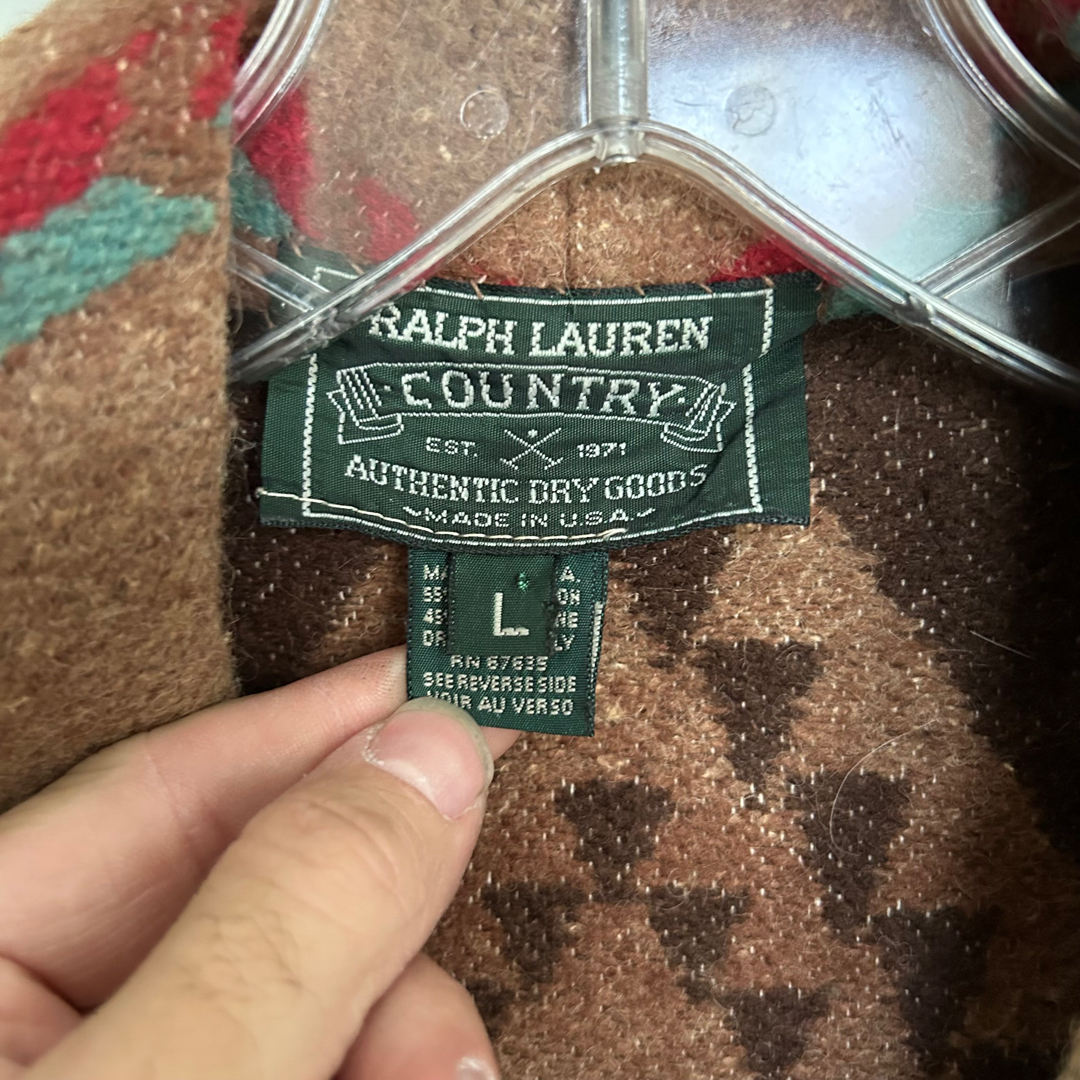 RALPH LAUREN
COUNTRY
EST. 1971
AUTHENTIC DRY GOODS
MADE IN U.S.A.
L
RN 67635
SEE REVERSE SIDE
VOIR AU VERSO